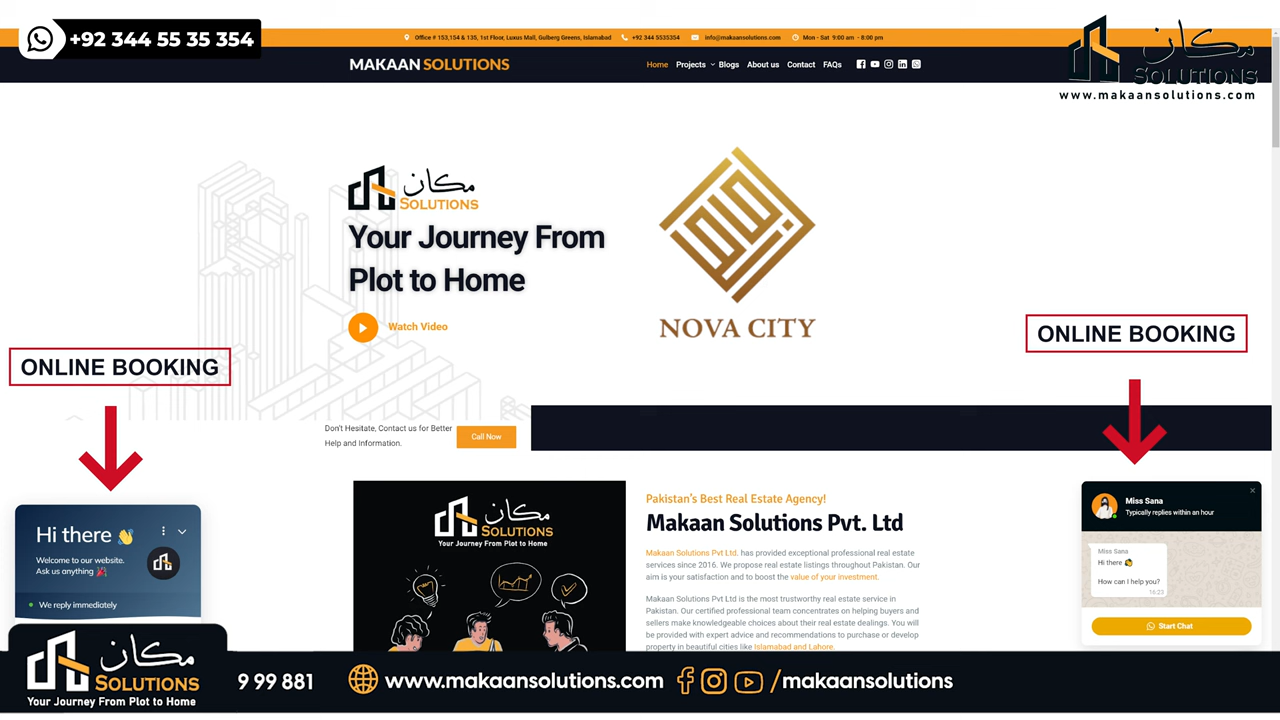 +92 344 55 35 354
Office # 153,154 & 135, 1st Floor, Luxus Mall, Gulberg Greens, Islamabad
+92 344 5535354
info@makaansolutions.com
Mon - Sat 9:00 am - 8:00 pm
MAKAAN SOLUTIONS
Home Projects Blogs About us Contact FAQs
مکان
SOLUTIONS
www.makaansolutions.com
مکان
SOLUTIONS
Your Journey From
Plot to Home
Watch Video
NOVA CITY
ONLINE BOOKING
ONLINE BOOKING
Don't Hesitate, Contact us for Better
Help and Information.
Call Now
مکان
SOLUTIONS
Your Journey From Plot to Home
Pakistan's Best Real Estate Agency!
Makaan Solutions Pvt. Ltd
Makaan Solutions Pvt Ltd. has provided exceptional professional real estate
services since 2016. We propose real estate listings throughout Pakistan. Our
aim is your satisfaction and to boost the value of your investment.
Makaan Solutions Pvt Ltd is the most trustworthy real estate service in
Pakistan. Our certified professional team concentrates on helping buyers and
sellers make knowledgeable choices about their real estate dealings. You will
be provided with expert advice and recommendations to purchase or develop
property in beautiful cities like Islamabad and Lahore.
Hi there
Welcome to our website.
Ask us anything
We reply immediately
Miss Sana
Typically replies within an hour
Miss Sana
Hi there
How can I help you?
16:23
Start Chat
مکان
SOLUTIONS
Your Journey From Plot to Home
9 99 881
www.makaansolutions.com
/makaansolutions